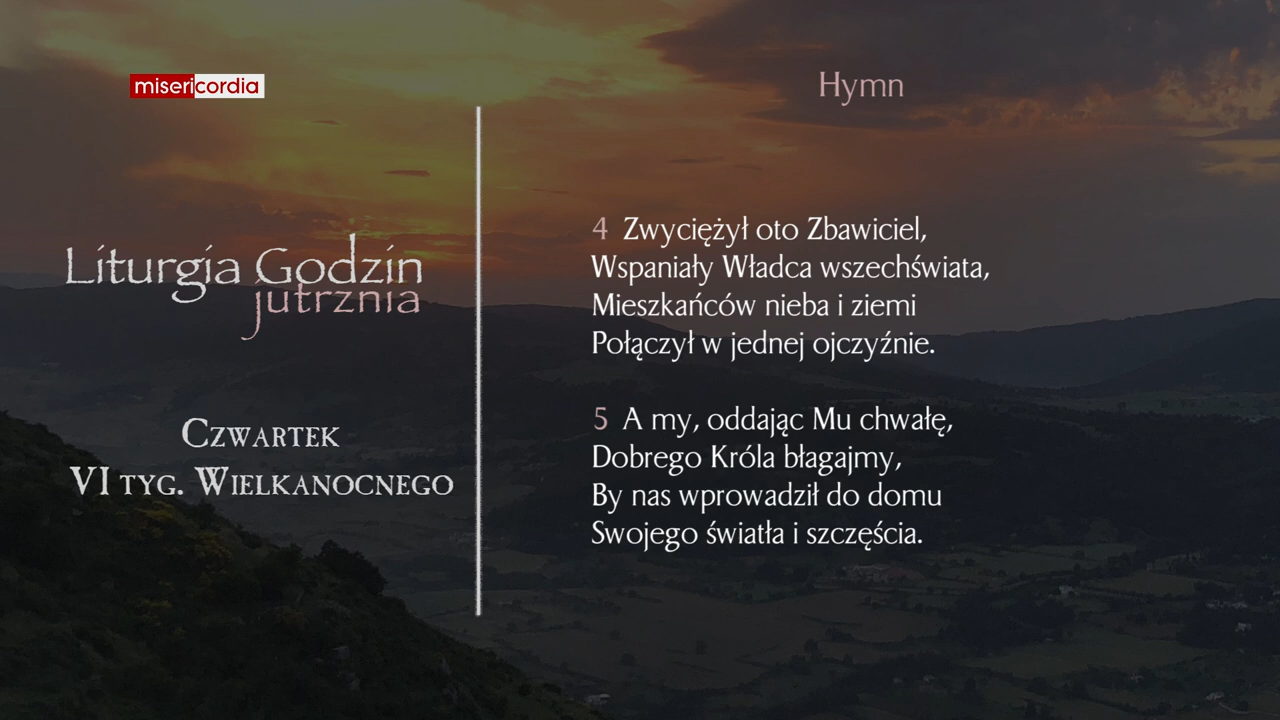 misericordia
Liturgia Godzin
jutrznia
Czwartek
VI tyg. Wielkanocnego
Hymn
4 Zwyciężył oto Zbawiciel,
Wspaniały Władca wszechświata,
Mieszkańców nieba i ziemi
Połączył w jednej ojczyźnie.
5 A my, oddając Mu chwałę,
Dobrego Króla błagajmy,
By nas wprowadził do domu
Swojego światła i szczęścia.